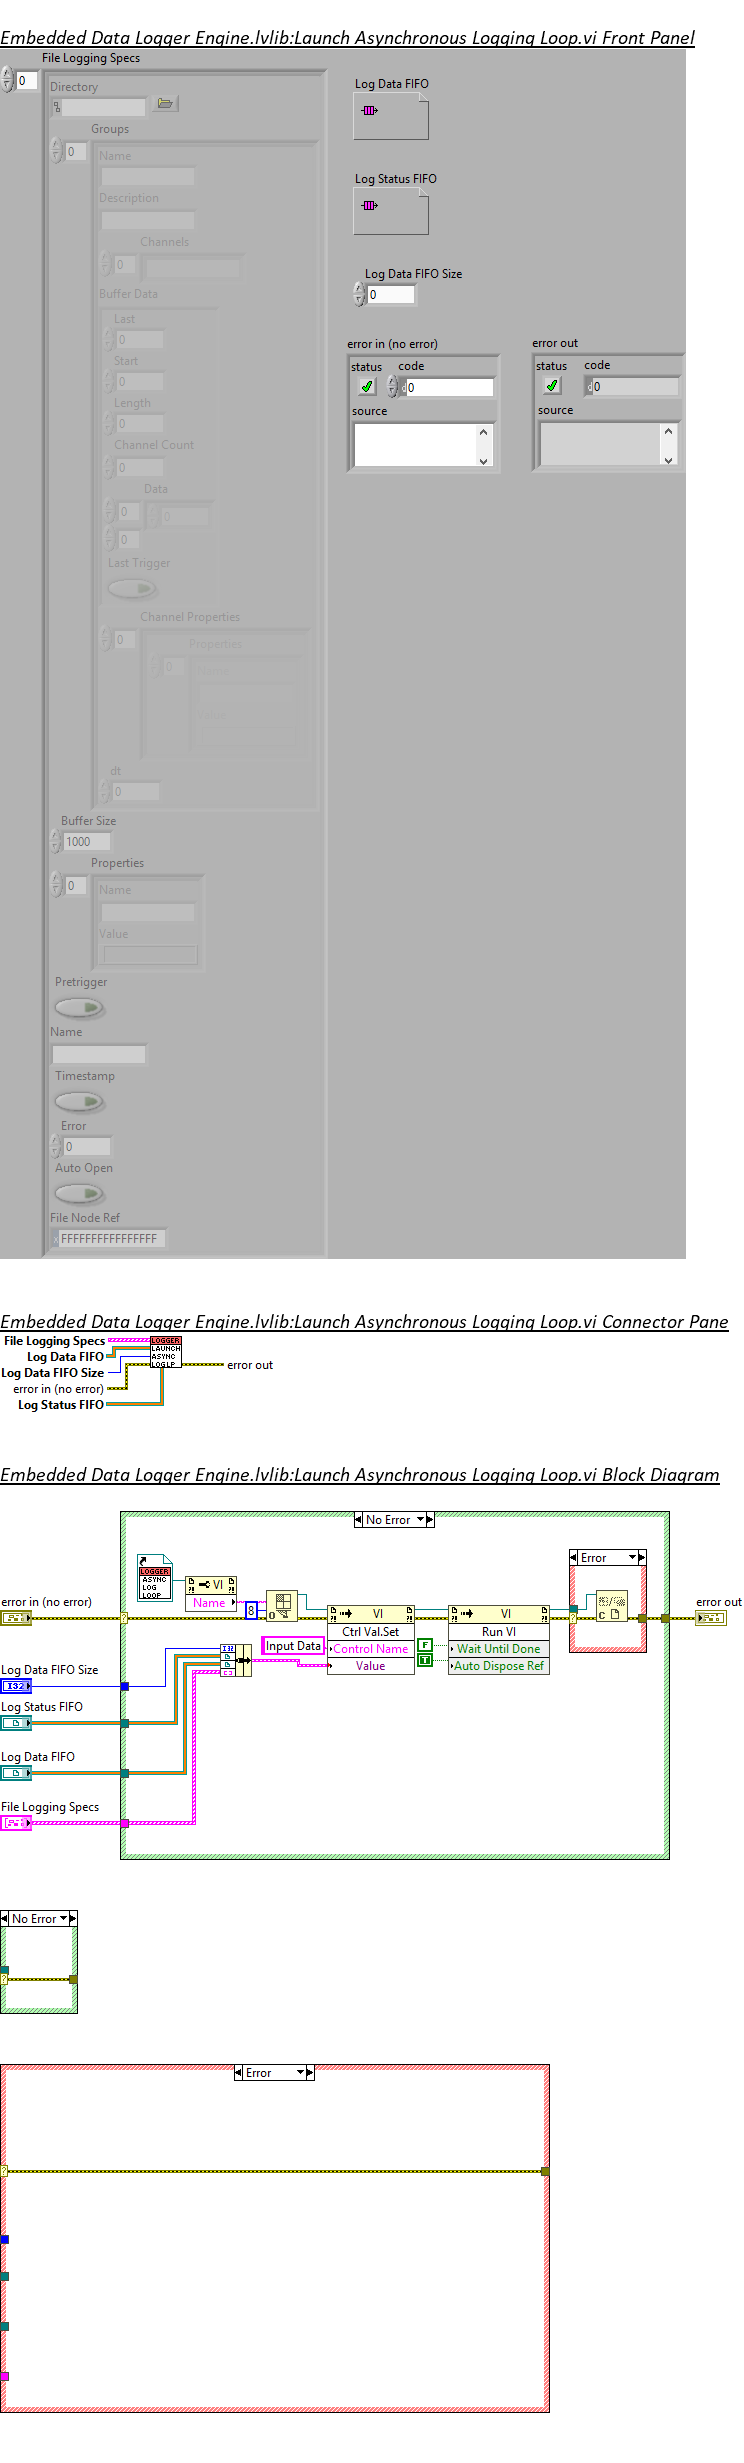 Embedded Data Logger Engine.lvlib:Launch Asynchronous Logging Loop.vi Front Panel
File Logging Specs
0
Directory
Groups
0
Name
Description
Channels
0
Buffer Data
Last
0
Start
0
Length
0
Channel Count
0
Data
0
0
0
Last Trigger
Channel Properties
0
Properties
0
dt
0
Buffer Size
1000
Properties
0
Name
Value
Pretrigger
Name
Timestamp
Error
0
Auto Open
File Node Ref
FFFFFFFFFFFFFFFF
Log Data FIFO
Log Status FIFO
Log Data FIFO Size
0
error in (no error)
status code
0
source
error out
status code
0
source
Embedded Data Logger Engine.lvlib:Launch Asynchronous Logging Loop.vi Connector Pane
File Logging Specs
Log Data FIFO
Log Data FIFO Size
error in (no error)
Log Status FIFO
LOGGER
LAUNCH
ASYNC
LOG LP
error out
Embedded Data Logger Engine.lvlib:Launch Asynchronous Logging Loop.vi Block Diagram
No Error
LOGGER
ASYNC
LOG
LOOP
VI
Name
8
Error
error in (no error)
error out
Input Data
VI
Ctrl Val.Set
Control Name
Value
F
T
VI
Run VI
Wait Until Done
Auto Dispose Ref
Log Data FIFO Size
I32
I32
Log Status FIFO
Log Data FIFO
File Logging Specs
No Error
Error